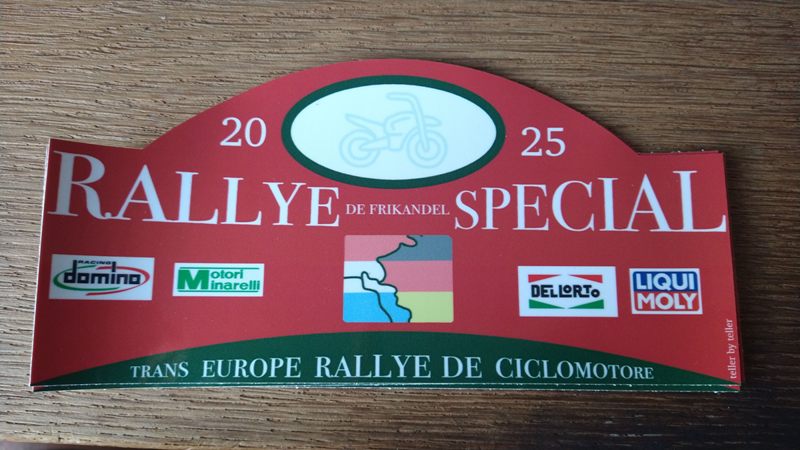 20 25
RALLYE DE FRIKANDEL SPECIAL
RACING
domino
Motori
Minarelli
DELLORTO
LIQUI
MOLY
TRANS EUROPE RALLYE DE CICLOMOTORE
teller by teller